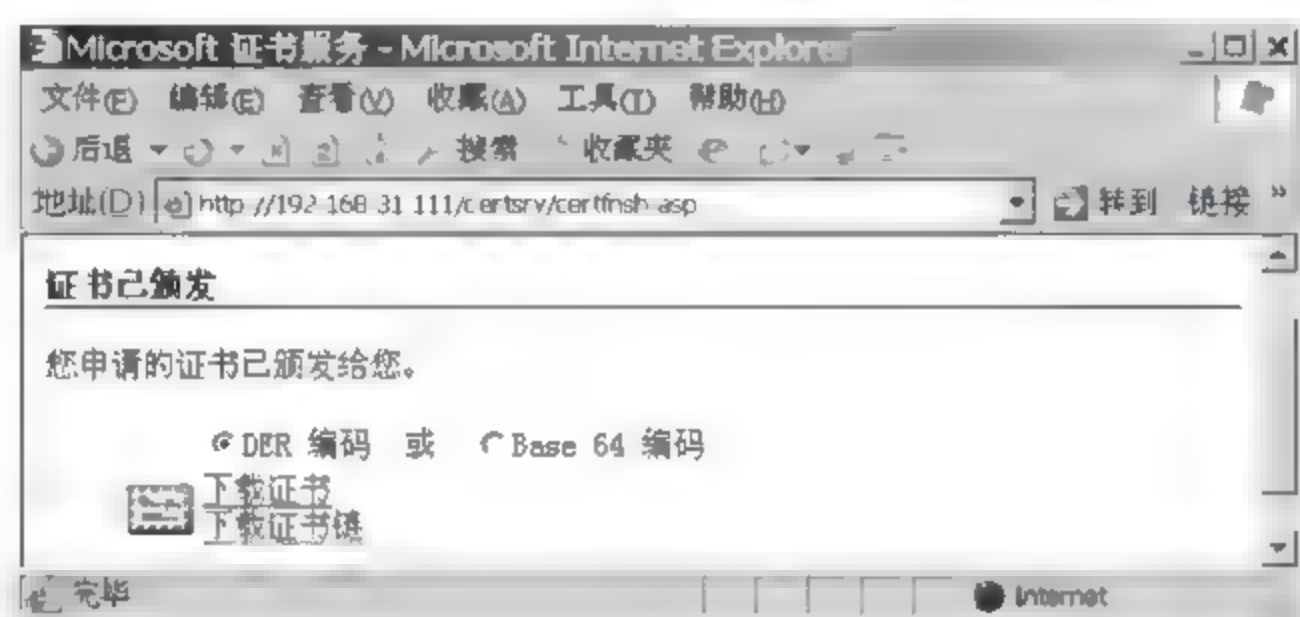 Microsoft 证书服务 - Microsoft Internet Explorer
文件(F) 编辑(E) 查看(V) 收藏(A) 工具(T) 帮助(H)
后退 搜索 收藏夹
地址(D) http://192.168.31.111/certsrv/certfnsh.asp 转到 链接 »
证书已颁发
您申请的证书已颁发给您。
DER 编码 或 Base 64 编码
下载证书
下载证书链
完毕 Internet